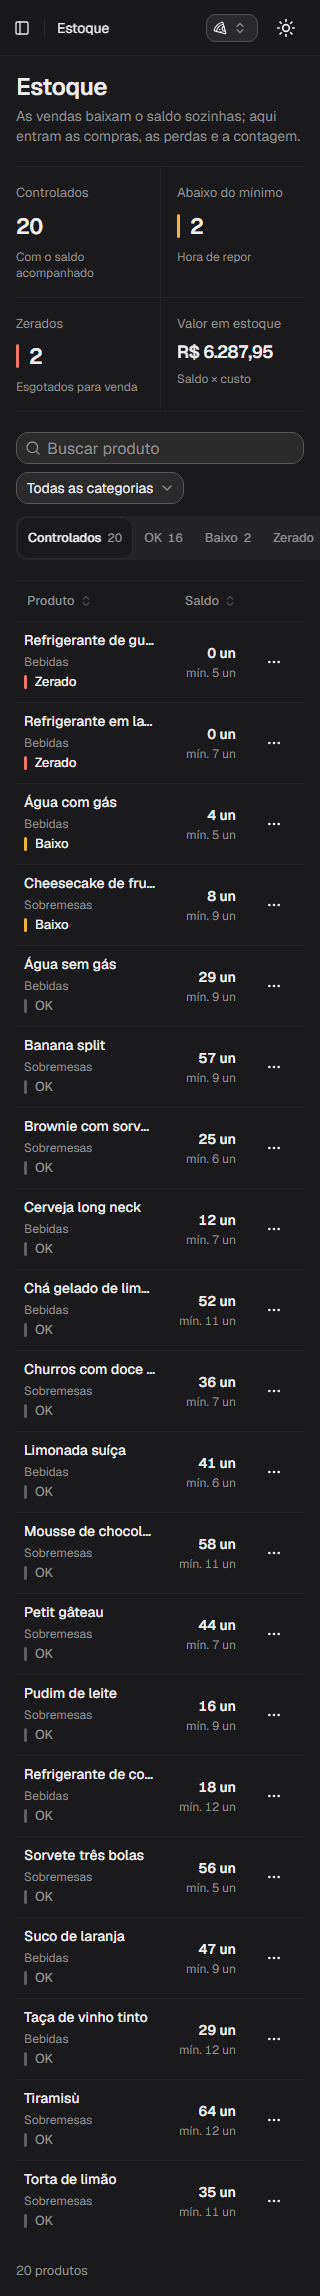 Estoque
Estoque
As vendas baixam o saldo sozinhas; aqui
entram as compras, as perdas e a contagem.
Controlados
20
Com o saldo
acompanhado
Abaixo do mínimo
2
Hora de repor
Zerados
2
Esgotados para venda
Valor em estoque
R$ 6.287,95
Saldo × custo
Buscar produto
Todas as categorias
Controlados 20 OK 16 Baixo 2 Zerado
Produto Saldo
Refrigerante de gu...
Bebidas
Zerado
0 un
mín. 5 un
Refrigerante em la...
Bebidas
Zerado
0 un
mín. 7 un
Água com gás
Bebidas
Baixo
4 un
mín. 5 un
Cheesecake de fru...
Sobremesas
Baixo
8 un
mín. 9 un
Água sem gás
Bebidas
OK
29 un
mín. 9 un
Banana split
Sobremesas
OK
57 un
mín. 9 un
Brownie com sorv...
Sobremesas
OK
25 un
mín. 6 un
Cerveja long neck
Bebidas
OK
12 un
mín. 7 un
Chá gelado de lim...
Bebidas
OK
52 un
mín. 11 un
Churros com doce ...
Sobremesas
OK
36 un
mín. 7 un
Limonada suíça
Bebidas
OK
41 un
mín. 6 un
Mousse de chocol...
Sobremesas
OK
58 un
mín. 11 un
Petit gâteau
Sobremesas
OK
44 un
mín. 7 un
Pudim de leite
Sobremesas
OK
16 un
mín. 9 un
Refrigerante de co...
Bebidas
OK
18 un
mín. 12 un
Sorvete três bolas
Sobremesas
OK
56 un
mín. 5 un
Suco de laranja
Bebidas
OK
47 un
mín. 9 un
Taça de vinho tinto
Bebidas
OK
29 un
mín. 12 un
Tiramisù
Sobremesas
OK
64 un
mín. 12 un
Torta de limão
Sobremesas
OK
35 un
mín. 11 un
20 produtos